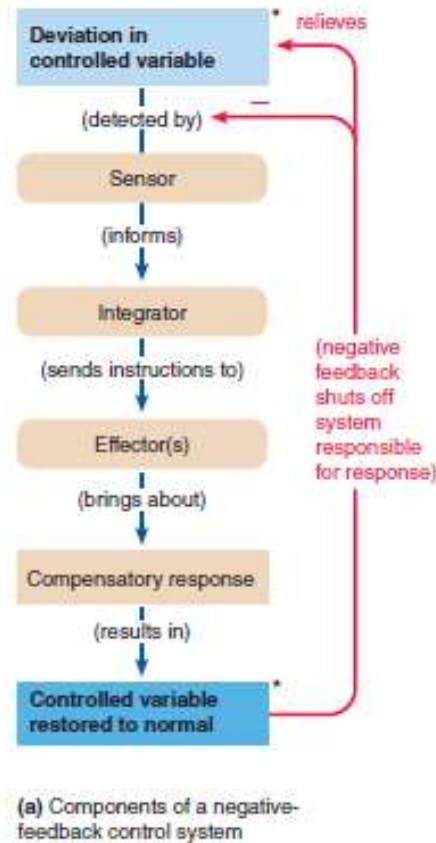 Deviation in
controlled variable
*
relieves
(detected by)
–
Sensor
(informs)
Integrator
(sends instructions to)
(negative
feedback
shuts off
system
responsible
for response)
Effector(s)
(brings about)
Compensatory response
(results in)
Controlled variable
restored to normal
*
(a) Components of a negative-
feedback control system